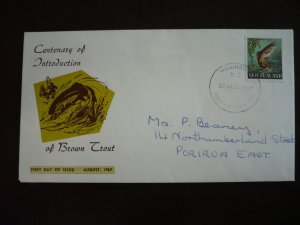 Centenary of
Introduction
of Brown Trout
FIRST DAY OF ISSUE: AUGUST, 1967
N.Z.
NEW ZEALAND
Ms. P. Beaney,
14 Northumberland Street
PORIRUA EAST.